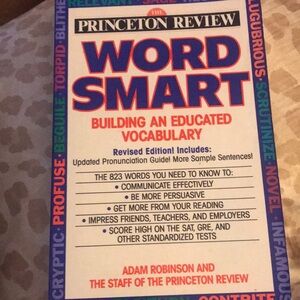 RELEVANT
THE
PRINCETON REVIEW
WORD
SMART
BUILDING AN EDUCATED
VOCABULARY
Revised Edition! Includes:
Updated Pronunciation Guide! More Sample Sentences!
THE 823 WORDS YOU NEED TO KNOW TO:
• COMMUNICATE EFFECTIVELY
• BE MORE PERSUASIVE
• GET MORE FROM YOUR READING
• IMPRESS FRIENDS, TEACHERS, AND EMPLOYERS
• SCORE HIGH ON THE SAT, GRE, AND
OTHER STANDARDIZED TESTS
ADAM ROBINSON AND
THE STAFF OF THE PRINCETON REVIEW
CRYPTIC • PROFUSE • BEGUILE • TORPID • BLITHE
LUGUBRIOUS • SCRUTINIZE • NOVEL • INFAMOUS
CONTRITE